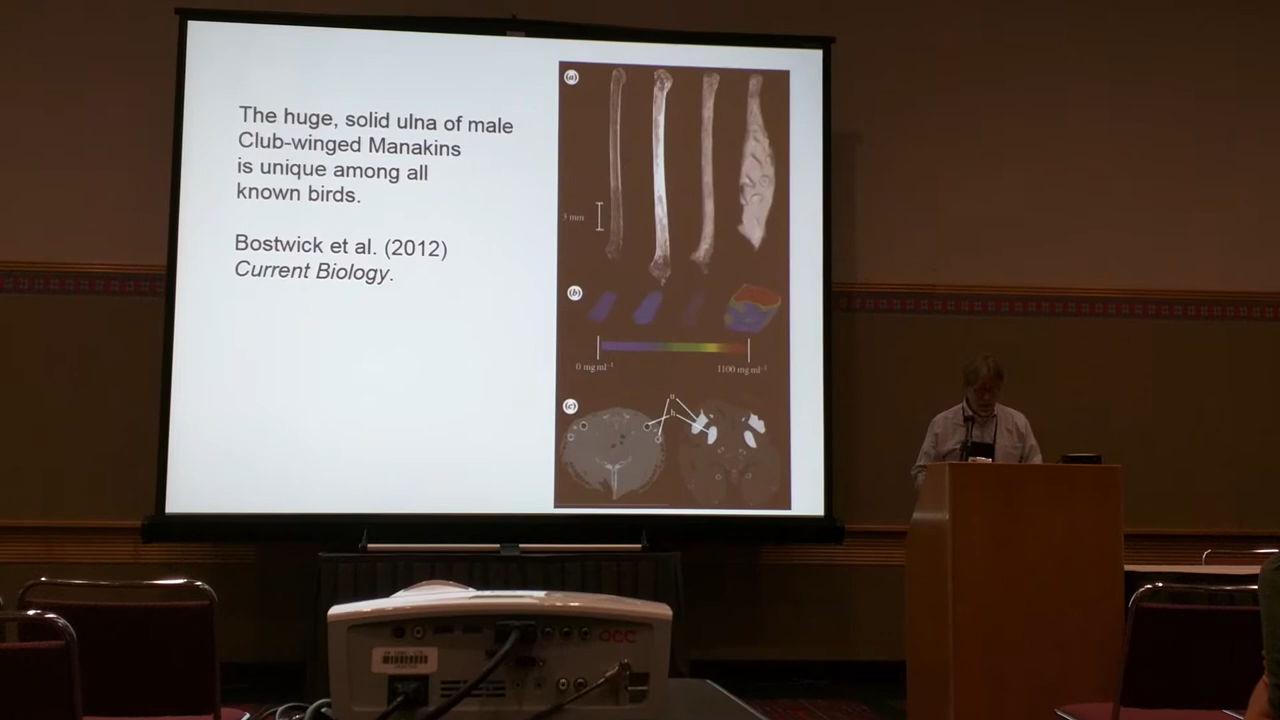 The huge, solid ulna of male
Club-winged Manakins
is unique among all
known birds.
Bostwick et al. (2012)
Current Biology.
(a)
3 mm
(b)
0 mg ml⁻¹
1100 mg ml⁻¹
(c)
u
h
OCC